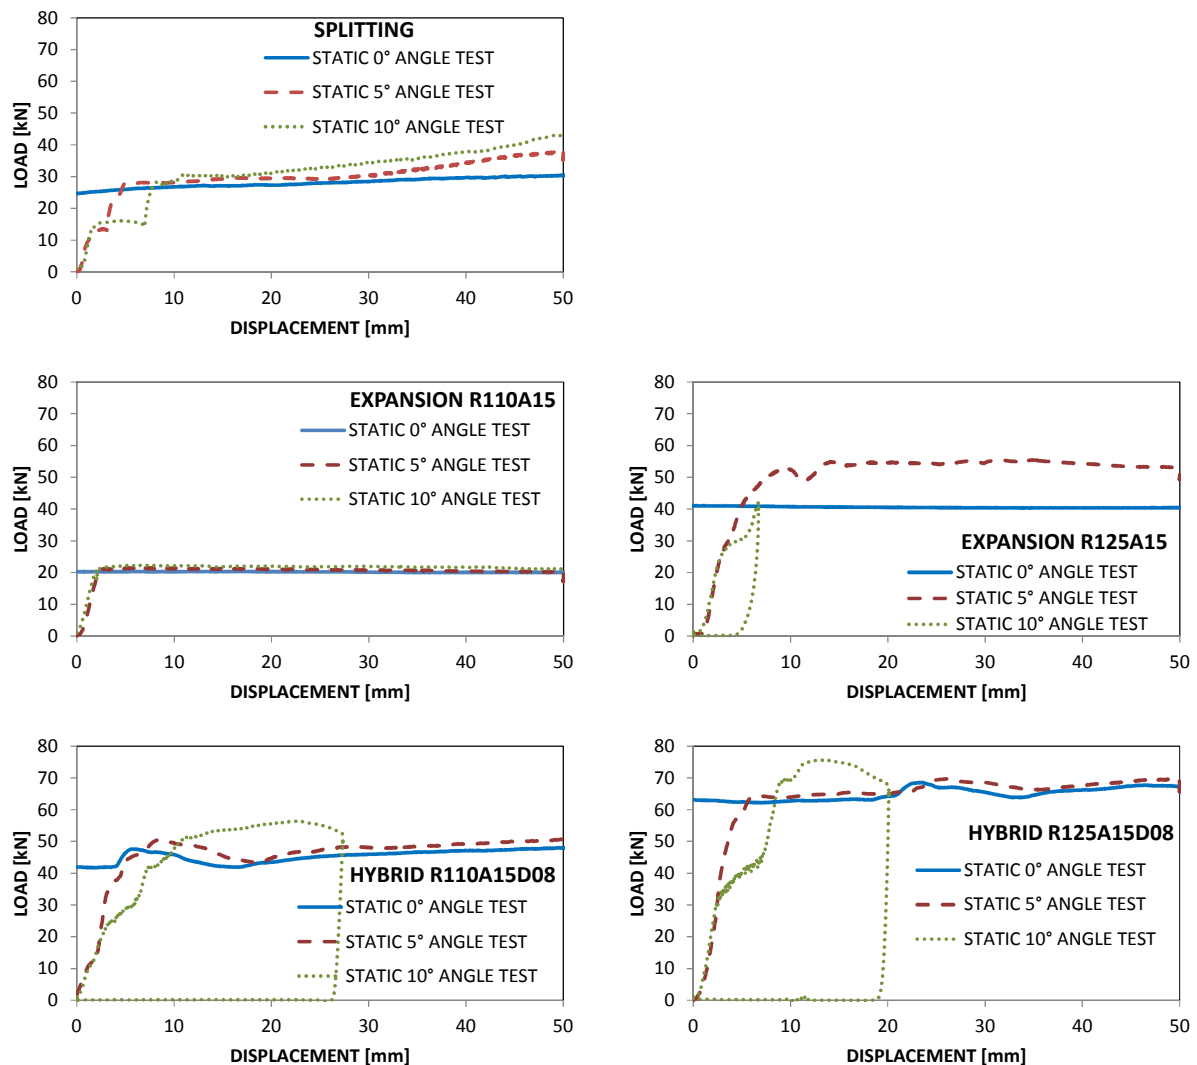 SPLITTING
STATIC 0° ANGLE TEST
STATIC 5° ANGLE TEST
STATIC 10° ANGLE TEST
LOAD [kN]
80
70
60
50
40
30
20
10
0
0 10 20 30 40 50
DISPLACEMENT [mm]
EXPANSION R110A15
STATIC 0° ANGLE TEST
STATIC 5° ANGLE TEST
STATIC 10° ANGLE TEST
LOAD [kN]
80
70
60
50
40
30
20
10
0
0 10 20 30 40 50
DISPLACEMENT [mm]
EXPANSION R125A15
STATIC 0° ANGLE TEST
STATIC 5° ANGLE TEST
STATIC 10° ANGLE TEST
LOAD [kN]
80
70
60
50
40
30
20
10
0
0 10 20 30 40 50
DISPLACEMENT [mm]
HYBRID R110A15D08
STATIC 0° ANGLE TEST
STATIC 5° ANGLE TEST
STATIC 10° ANGLE TEST
LOAD [kN]
80
70
60
50
40
30
20
10
0
0 10 20 30 40 50
DISPLACEMENT [mm]
HYBRID R125A15D08
STATIC 0° ANGLE TEST
STATIC 5° ANGLE TEST
STATIC 10° ANGLE TEST
LOAD [kN]
80
70
60
50
40
30
20
10
0
0 10 20 30 40 50
DISPLACEMENT [mm]